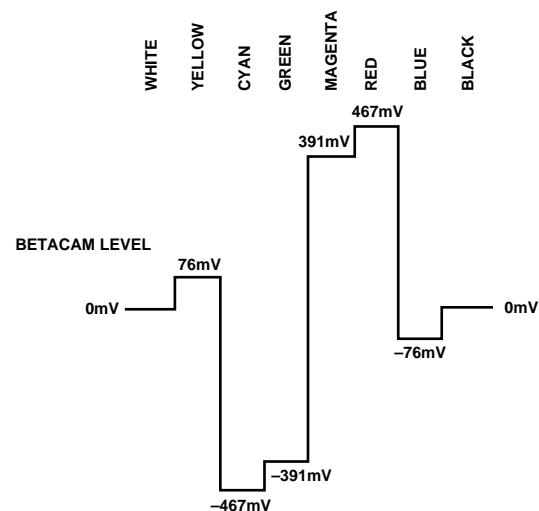 WHITE
YELLOW
CYAN
GREEN
MAGENTA
RED
BLUE
BLACK
467mV
391mV
BETACAM LEVEL
76mV
0mV
0mV
–76mV
–391mV
–467mV